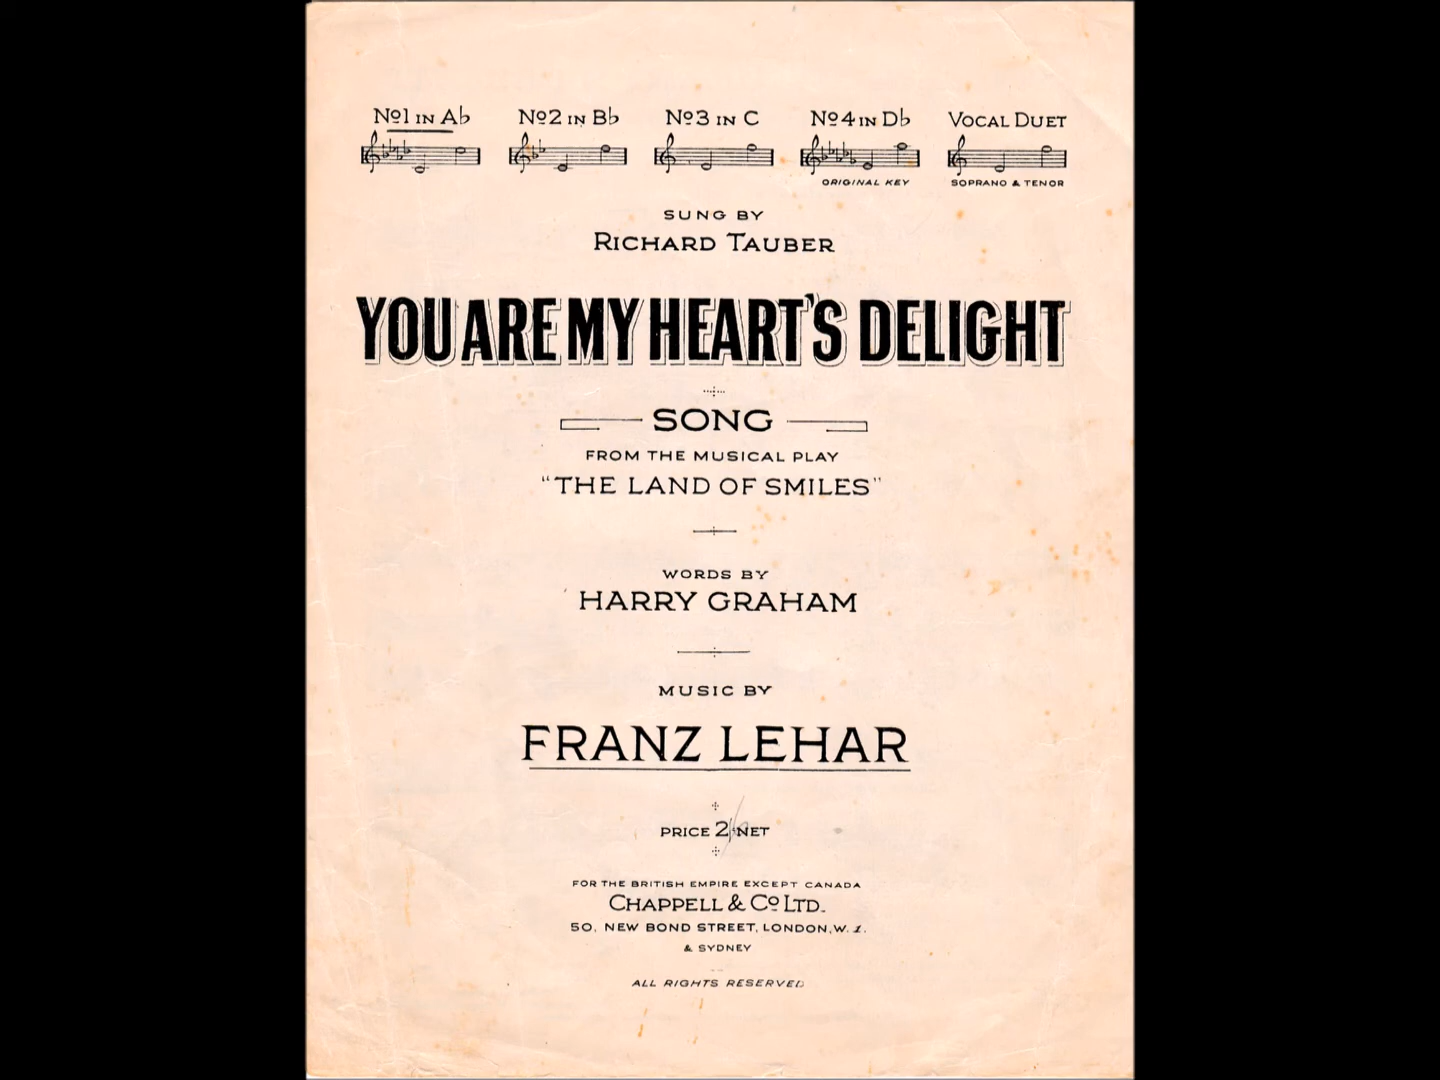 Nº1 IN A♭ Nº2 IN B♭ Nº3 IN C Nº4 IN D♭ VOCAL DUET
ORIGINAL KEY SOPRANO & TENOR
SUNG BY
RICHARD TAUBER
YOU ARE MY HEART'S DELIGHT
SONG
FROM THE MUSICAL PLAY
"THE LAND OF SMILES"
WORDS BY
HARRY GRAHAM
MUSIC BY
FRANZ LEHAR
PRICE 2/- NET
FOR THE BRITISH EMPIRE EXCEPT CANADA
CHAPPELL & Cº LTD.
50, NEW BOND STREET, LONDON, W.1.
& SYDNEY
ALL RIGHTS RESERVED